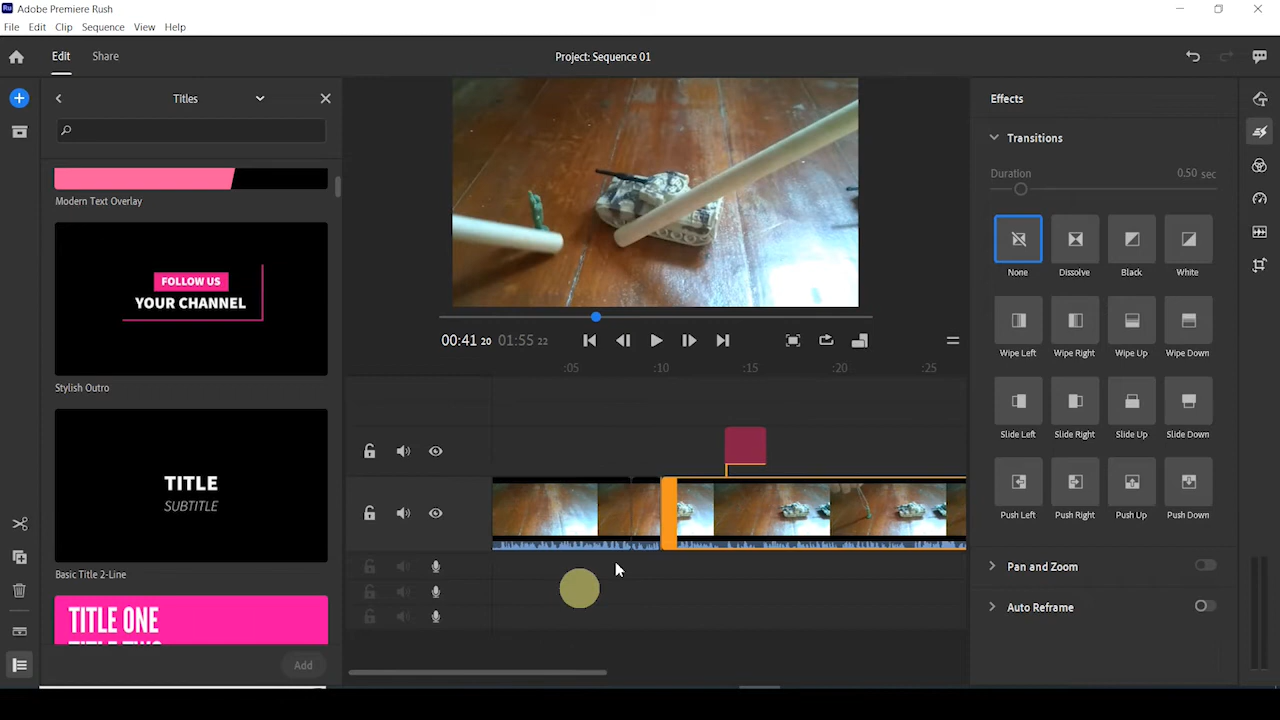 Ru Adobe Premiere Rush
File Edit Clip Sequence View Help
Edit Share Project: Sequence 01
Titles
Modern Text Overlay
FOLLOW US
YOUR CHANNEL
Stylish Outro
TITLE
SUBTITLE
Basic Title 2-Line
TITLE ONE
Add
00:41 20 01:55 22
:05 :10 :15 :20 :25
Effects
Transitions
Duration 0.50 sec
None Dissolve Black White
Wipe Left Wipe Right Wipe Up Wipe Down
Slide Left Slide Right Slide Up Slide Down
Push Left Push Right Push Up Push Down
Pan and Zoom
Auto Reframe